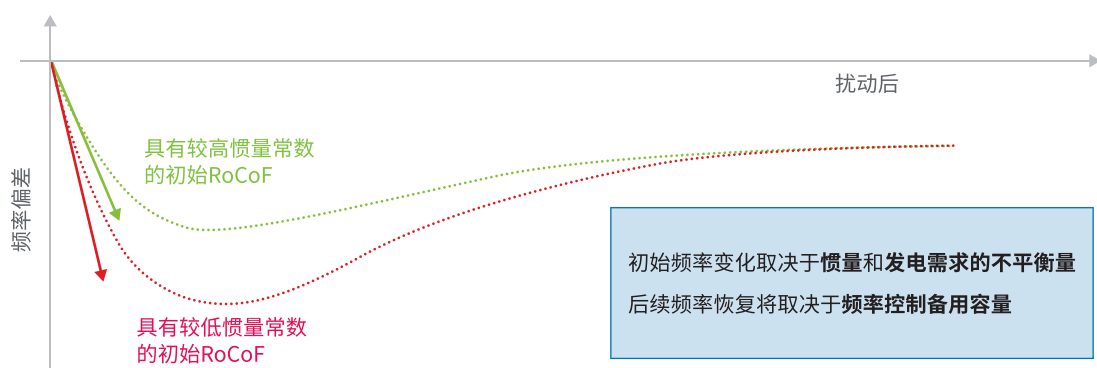 扰动后
具有较高惯量常数
的初始RoCoF
频率偏差
初始频率变化取决于惯量和发电需求的不平衡量
后续频率恢复将取决于频率控制备用容量
具有较低惯量常数
的初始RoCoF